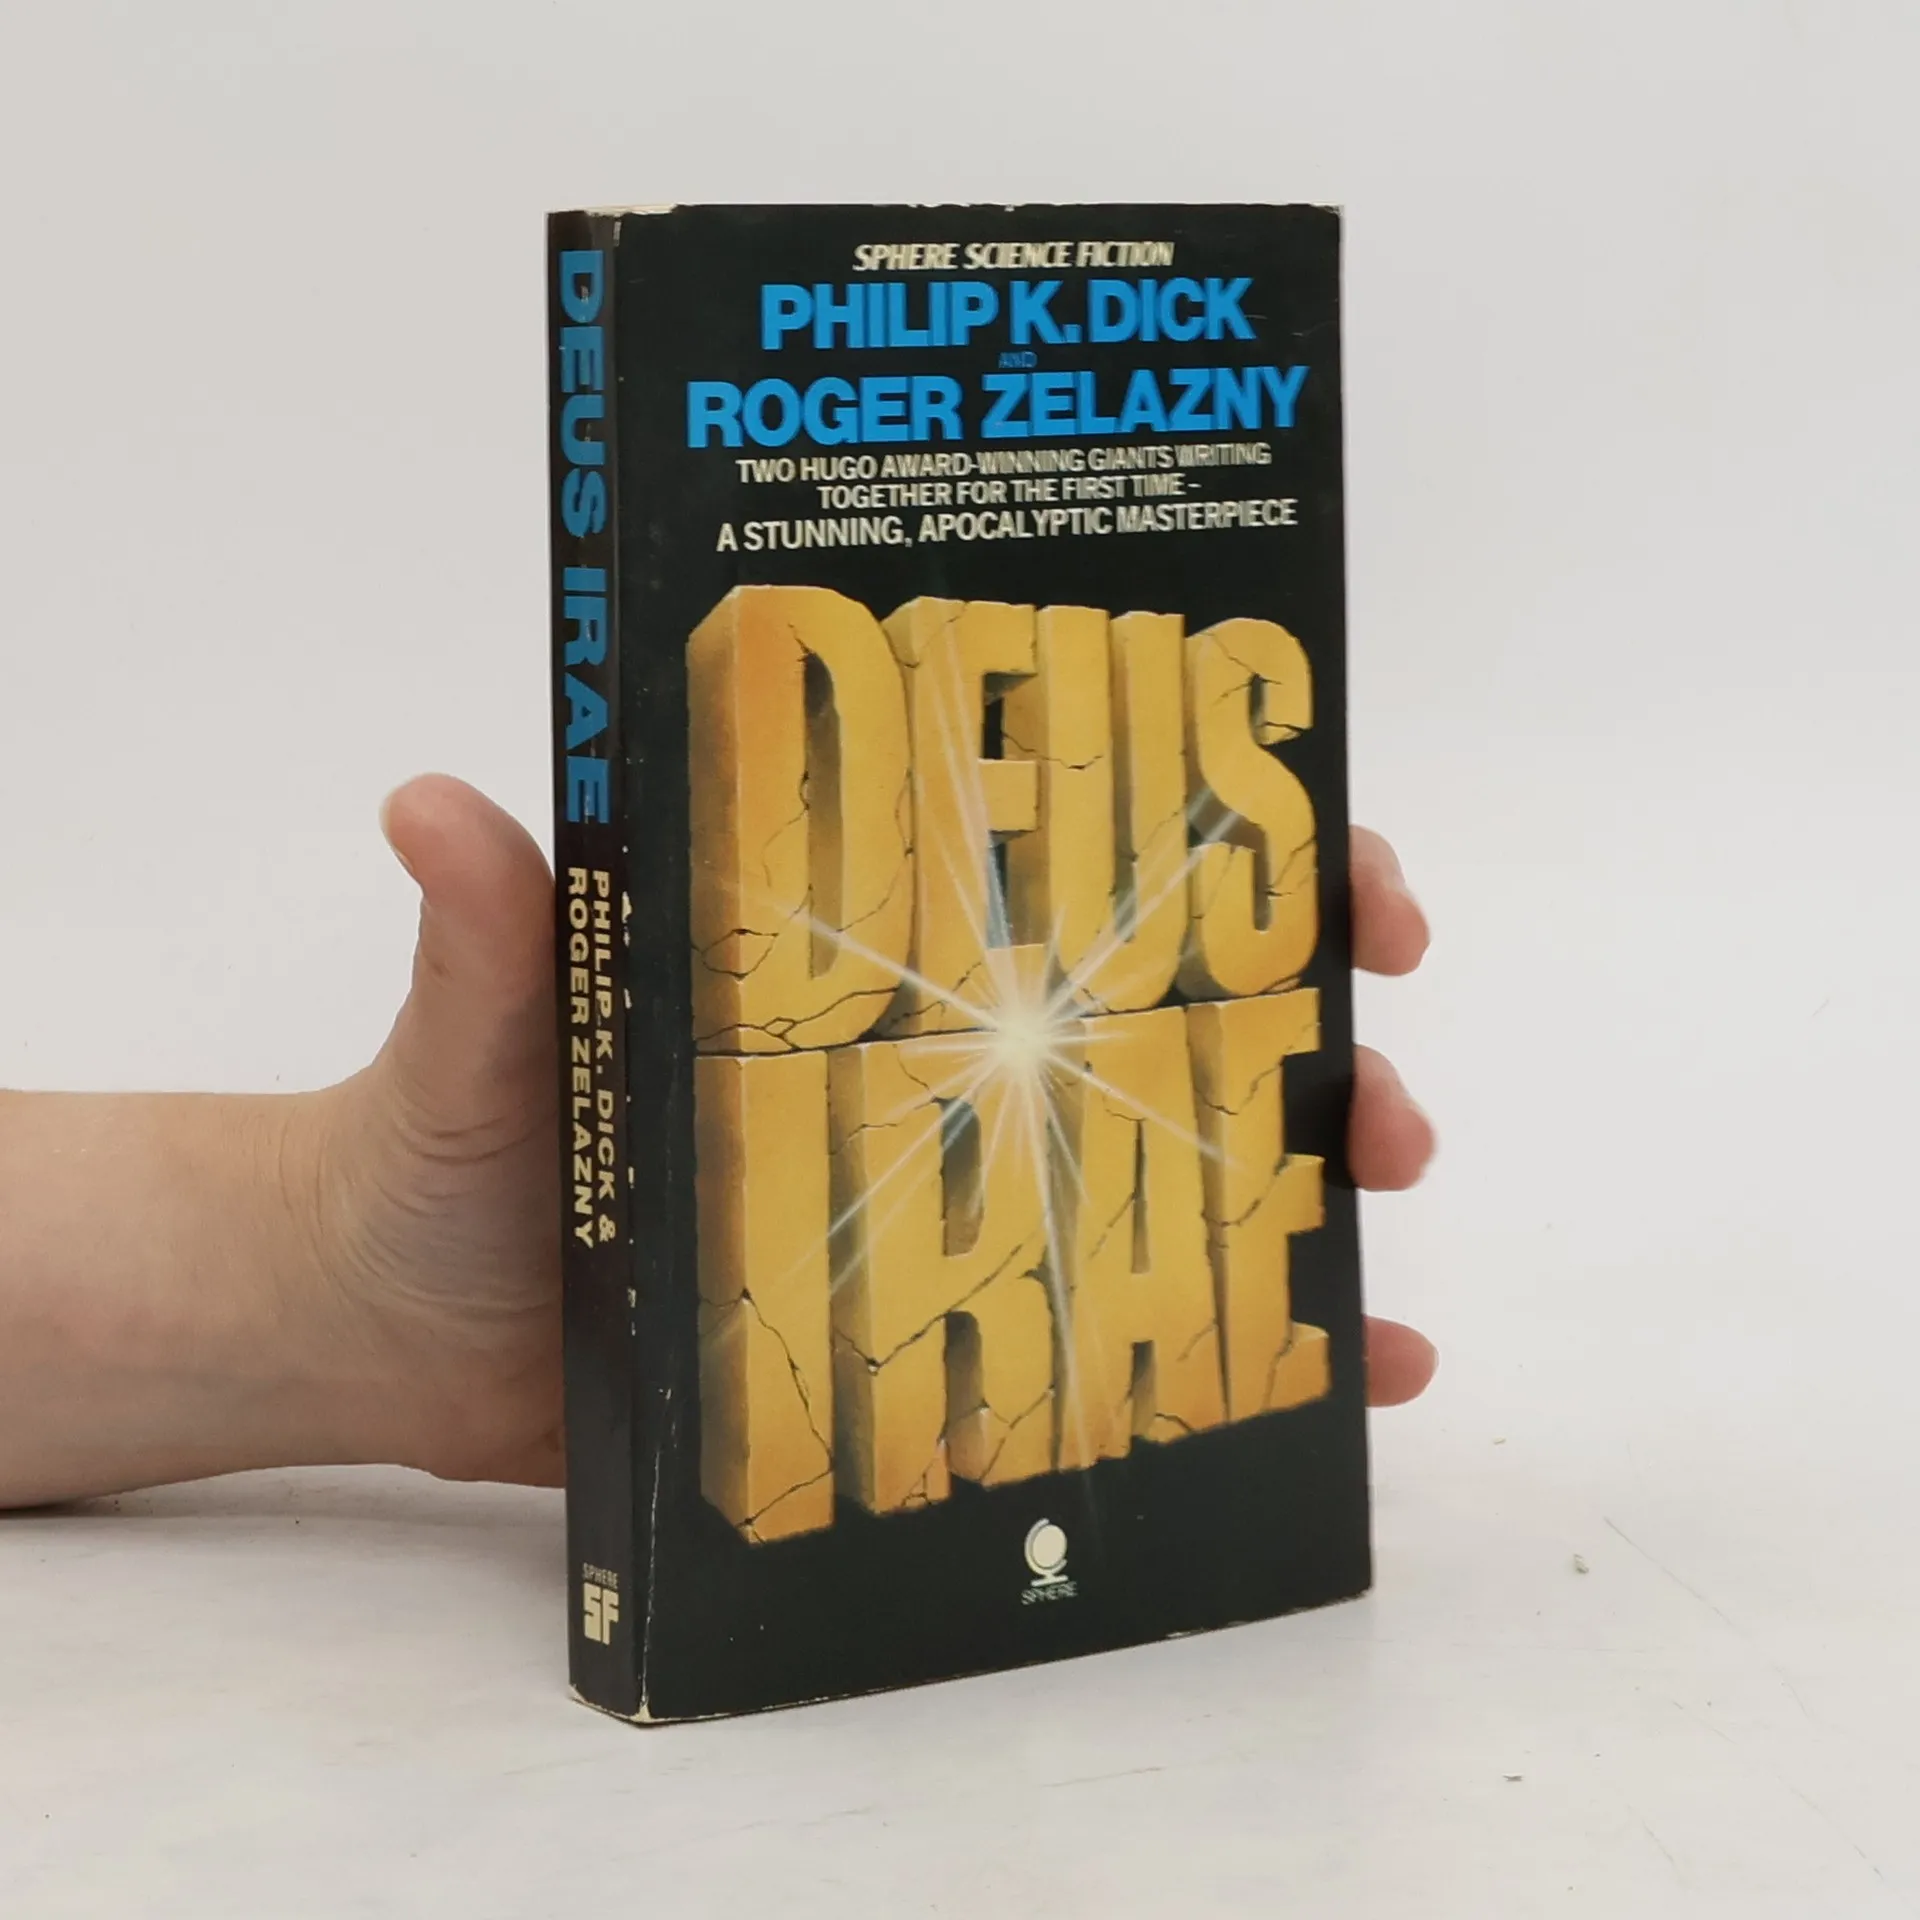 SPHERE SCIENCE FICTION
PHILIP K. DICK
AND
ROGER ZELAZNY
TWO HUGO AWARD-WINNING GIANTS WRITING
TOGETHER FOR THE FIRST TIME -
A STUNNING, APOCALYPTIC MASTERPIECE
DEUS
IRAE
SPHERE
DEUS IRAE
PHILIP K. DICK &
ROGER ZELAZNY
SPHERE
SF